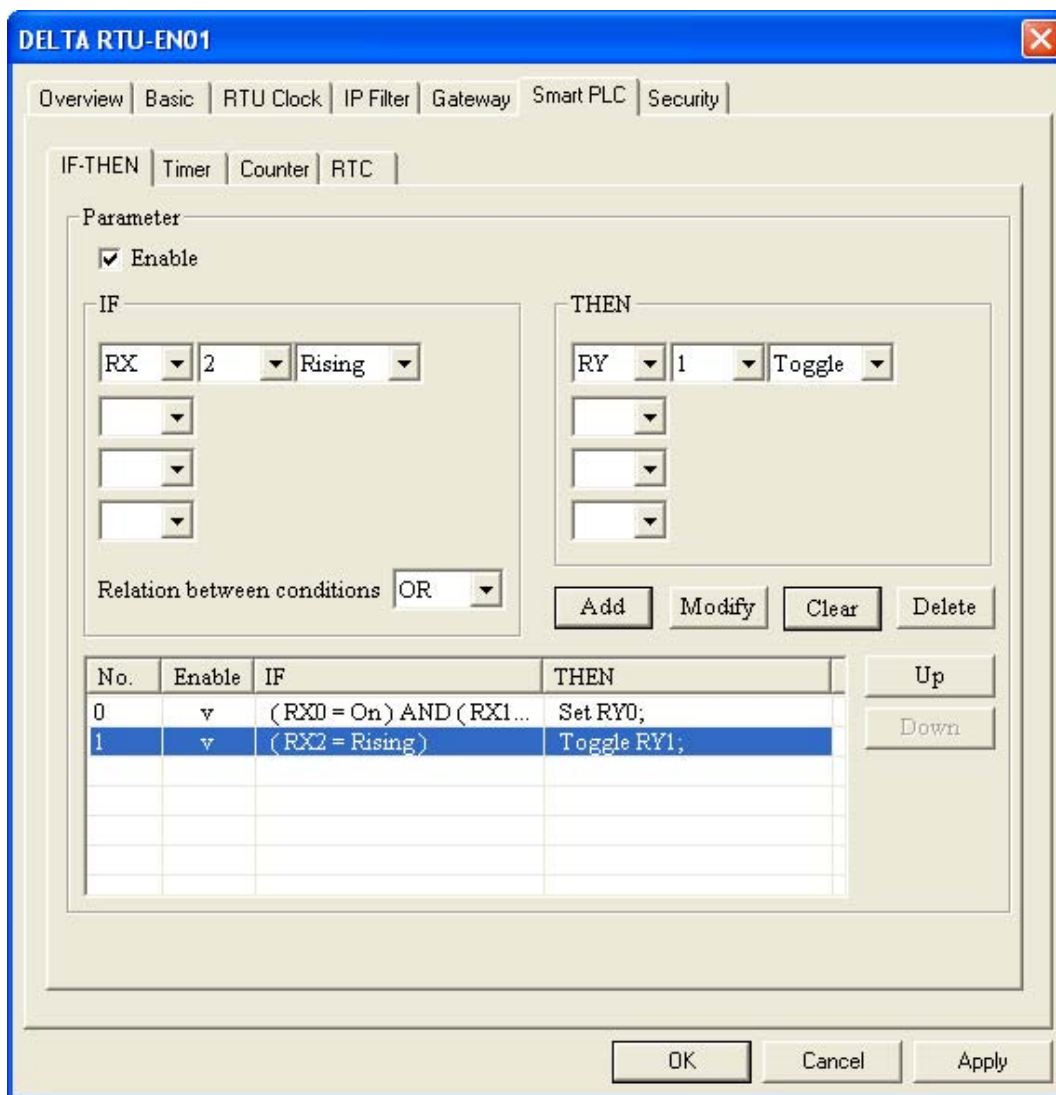 DELTA RTU-EN01
Overview Basic RTU Clock IP Filter Gateway Smart PLC Security
IF-THEN Timer Counter RTC
Parameter
Enable
IF THEN
RX 2 Rising RY 1 Toggle
Relation between conditions OR
Add Modify Clear Delete
No. Enable IF THEN
0 v ( RX0 = On ) AND ( RX1... Set RY0;
1 v ( RX2 = Rising ) Toggle RY1;
Up
Down
OK Cancel Apply